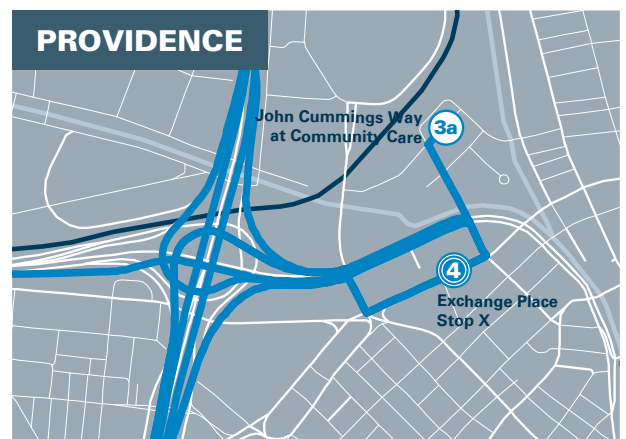 PROVIDENCE
John Cummings Way
at Community Care
3a
4
Exchange Place
Stop X